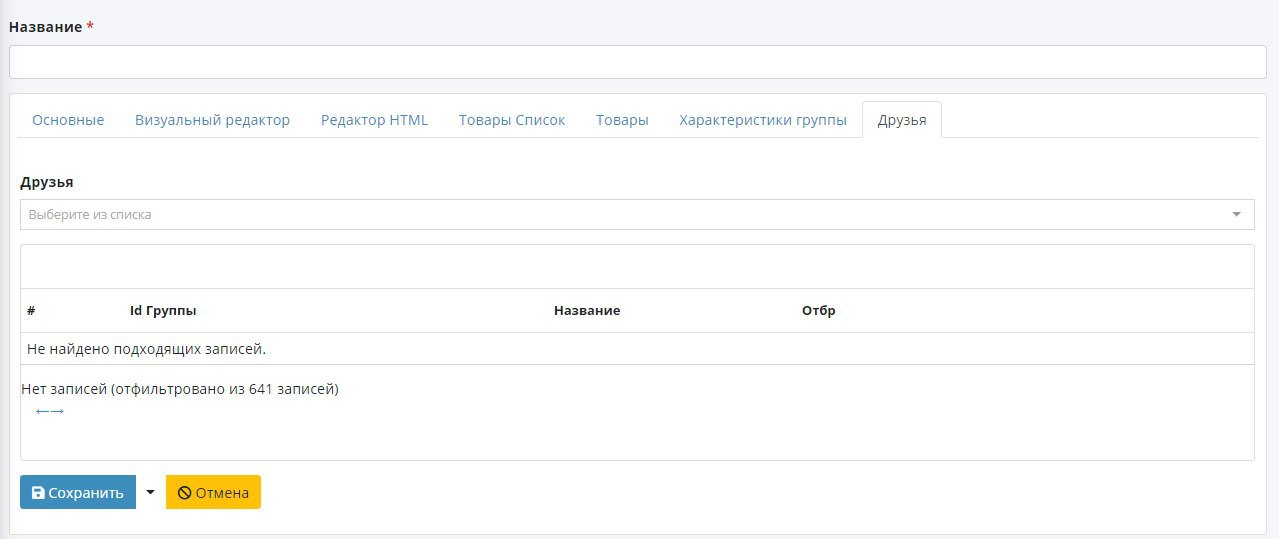 Название *
Основные Визуальный редактор Редактор HTML Товары Список Товары Характеристики группы Друзья
Друзья
Выберите из списка
# Id Группы Название Отбр
Не найдено подходящих записей.
Нет записей (отфильтровано из 641 записей)
←→
Сохранить Отмена